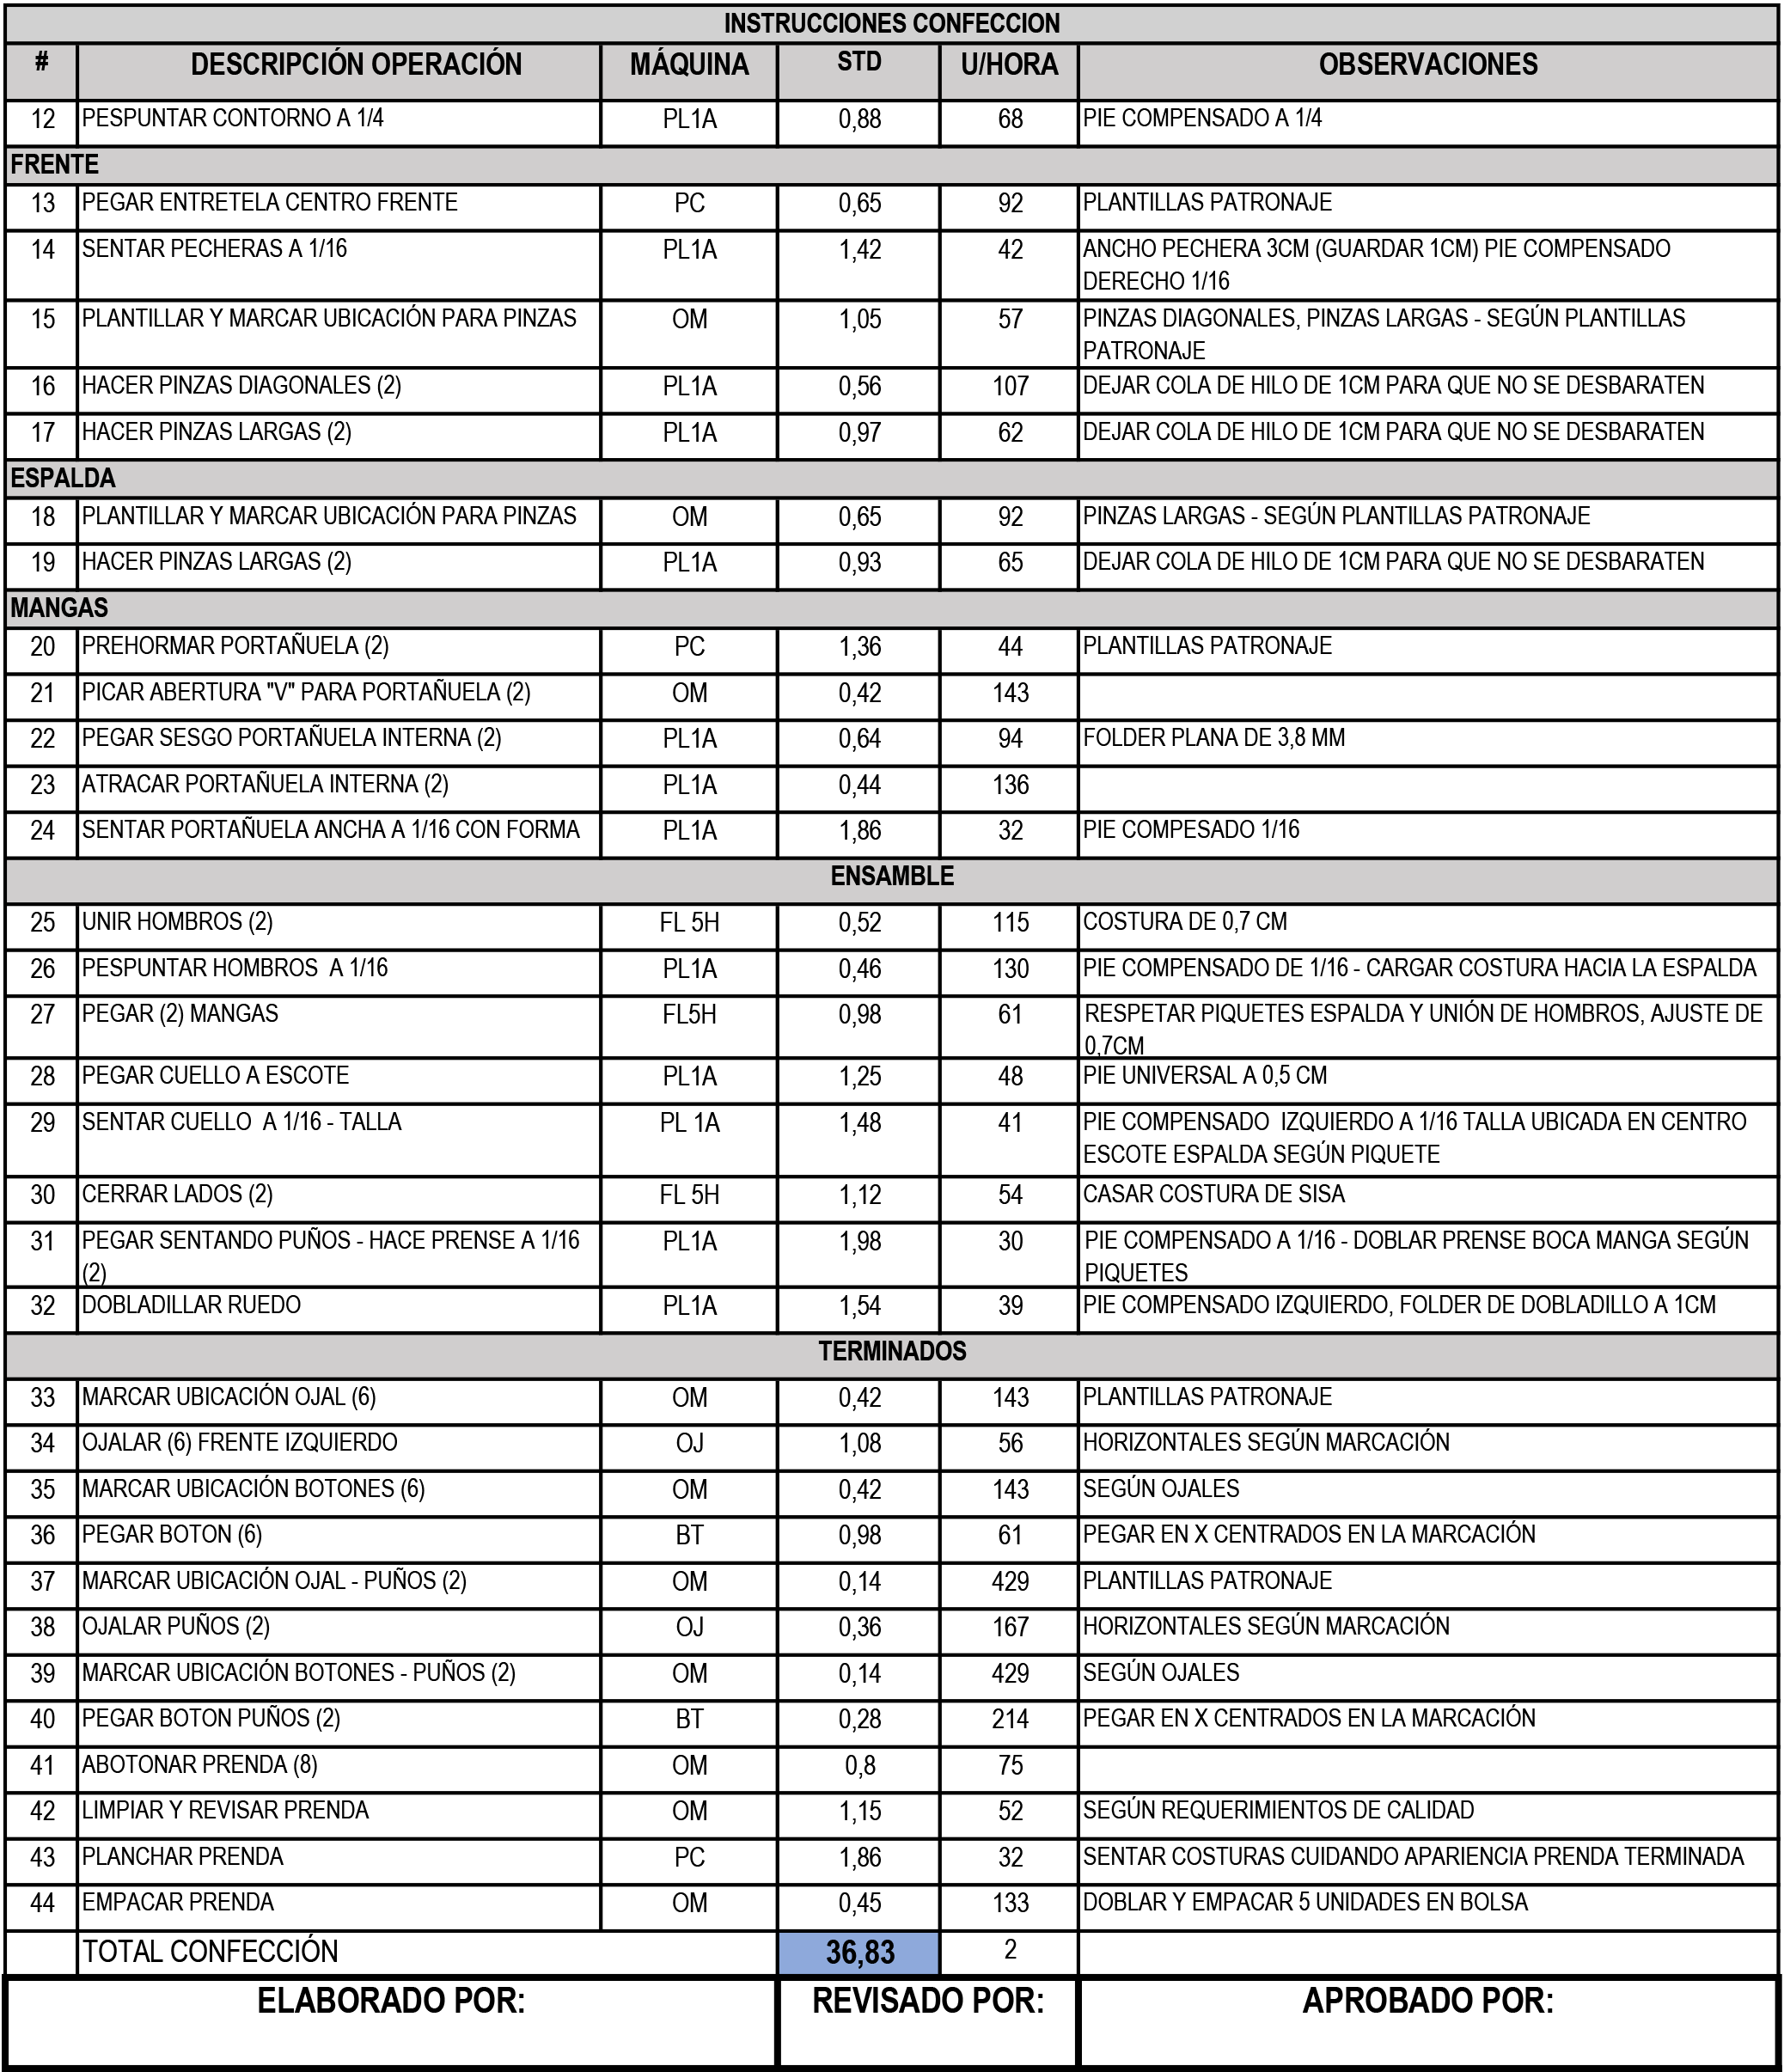 INSTRUCCIONES CONFECCION
# DESCRIPCIÓN OPERACIÓN MÁQUINA STD U/HORA OBSERVACIONES
12 PESPUNTAR CONTORNO A 1/4 PL1A 0,88 68 PIE COMPENSADO A 1/4
FRENTE
13 PEGAR ENTRETELA CENTRO FRENTE PC 0,65 92 PLANTILLAS PATRONAJE
14 SENTAR PECHERAS A 1/16 PL1A 1,42 42 ANCHO PECHERA 3CM (GUARDAR 1CM) PIE COMPENSADO
DERECHO 1/16
15 PLANTILLAR Y MARCAR UBICACIÓN PARA PINZAS OM 1,05 57 PINZAS DIAGONALES, PINZAS LARGAS - SEGÚN PLANTILLAS
PATRONAJE
16 HACER PINZAS DIAGONALES (2) PL1A 0,56 107 DEJAR COLA DE HILO DE 1CM PARA QUE NO SE DESBARATEN
17 HACER PINZAS LARGAS (2) PL1A 0,97 62 DEJAR COLA DE HILO DE 1CM PARA QUE NO SE DESBARATEN
ESPALDA
18 PLANTILLAR Y MARCAR UBICACIÓN PARA PINZAS OM 0,65 92 PINZAS LARGAS - SEGÚN PLANTILLAS PATRONAJE
19 HACER PINZAS LARGAS (2) PL1A 0,93 65 DEJAR COLA DE HILO DE 1CM PARA QUE NO SE DESBARATEN
MANGAS
20 PREHORMAR PORTAÑUELA (2) PC 1,36 44 PLANTILLAS PATRONAJE
21 PICAR ABERTURA "V" PARA PORTAÑUELA (2) OM 0,42 143
22 PEGAR SESGO PORTAÑUELA INTERNA (2) PL1A 0,64 94 FOLDER PLANA DE 3,8 MM
23 ATRACAR PORTAÑUELA INTERNA (2) PL1A 0,44 136
24 SENTAR PORTAÑUELA ANCHA A 1/16 CON FORMA PL1A 1,86 32 PIE COMPESADO 1/16
ENSAMBLE
25 UNIR HOMBROS (2) FL 5H 0,52 115 COSTURA DE 0,7 CM
26 PESPUNTAR HOMBROS  A 1/16 PL1A 0,46 130 PIE COMPENSADO DE 1/16 - CARGAR COSTURA HACIA LA ESPALDA
27 PEGAR (2) MANGAS FL5H 0,98 61 RESPETAR PIQUETES ESPALDA Y UNIÓN DE HOMBROS, AJUSTE DE
0,7CM
28 PEGAR CUELLO A ESCOTE PL1A 1,25 48 PIE UNIVERSAL A 0,5 CM
29 SENTAR CUELLO  A 1/16 - TALLA PL 1A 1,48 41 PIE COMPENSADO  IZQUIERDO A 1/16 TALLA UBICADA EN CENTRO
ESCOTE ESPALDA SEGÚN PIQUETE
30 CERRAR LADOS (2) FL 5H 1,12 54 CASAR COSTURA DE SISA
31 PEGAR SENTANDO PUÑOS - HACE PRENSE A 1/16 PL1A 1,98 30 PIE COMPENSADO A 1/16 - DOBLAR PRENSE BOCA MANGA SEGÚN
(2) PIQUETES
32 DOBLADILLAR RUEDO PL1A 1,54 39 PIE COMPENSADO IZQUIERDO, FOLDER DE DOBLADILLO A 1CM
TERMINADOS
33 MARCAR UBICACIÓN OJAL (6) OM 0,42 143 PLANTILLAS PATRONAJE
34 OJALAR (6) FRENTE IZQUIERDO OJ 1,08 56 HORIZONTALES SEGÚN MARCACIÓN
35 MARCAR UBICACIÓN BOTONES (6) OM 0,42 143 SEGÚN OJALES
36 PEGAR BOTON (6) BT 0,98 61 PEGAR EN X CENTRADOS EN LA MARCACIÓN
37 MARCAR UBICACIÓN OJAL - PUÑOS (2) OM 0,14 429 PLANTILLAS PATRONAJE
38 OJALAR PUÑOS (2) OJ 0,36 167 HORIZONTALES SEGÚN MARCACIÓN
39 MARCAR UBICACIÓN BOTONES - PUÑOS (2) OM 0,14 429 SEGÚN OJALES
40 PEGAR BOTON PUÑOS (2) BT 0,28 214 PEGAR EN X CENTRADOS EN LA MARCACIÓN
41 ABOTONAR PRENDA (8) OM 0,8 75
42 LIMPIAR Y REVISAR PRENDA OM 1,15 52 SEGÚN REQUERIMIENTOS DE CALIDAD
43 PLANCHAR PRENDA PC 1,86 32 SENTAR COSTURAS CUIDANDO APARIENCIA PRENDA TERMINADA
44 EMPACAR PRENDA OM 0,45 133 DOBLAR Y EMPACAR 5 UNIDADES EN BOLSA
TOTAL CONFECCIÓN 36,83 2
ELABORADO POR: REVISADO POR: APROBADO POR: